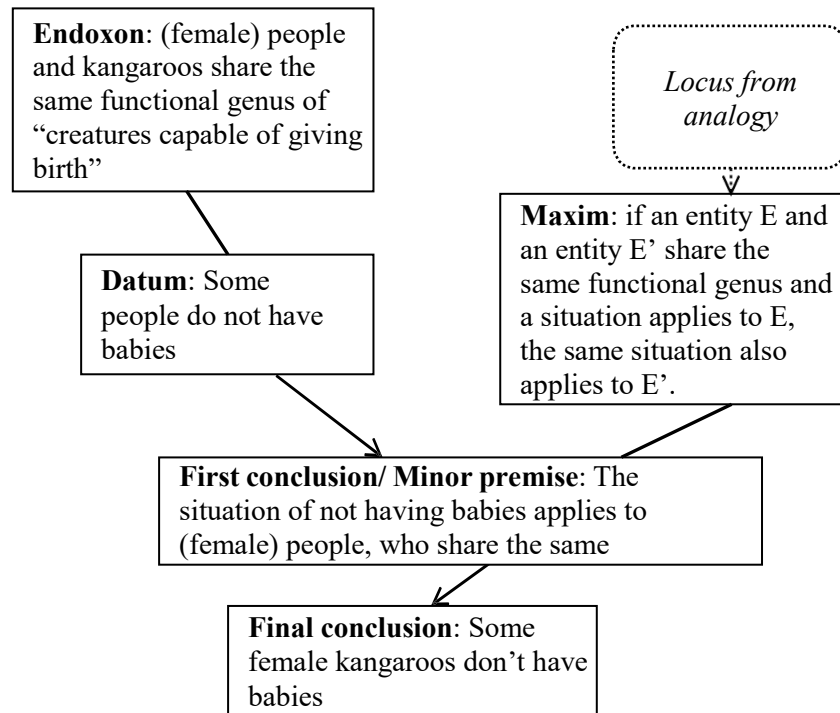 Endoxon: (female) people
and kangaroos share the
same functional genus of
“creatures capable of giving
birth”
Locus from
analogy
Datum: Some
people do not have
babies
Maxim: if an entity E and
an entity E’ share the
same functional genus and
a situation applies to E,
the same situation also
applies to E’.
First conclusion/ Minor premise: The
situation of not having babies applies to
(female) people, who share the same
Final conclusion: Some
female kangaroos don’t have
babies